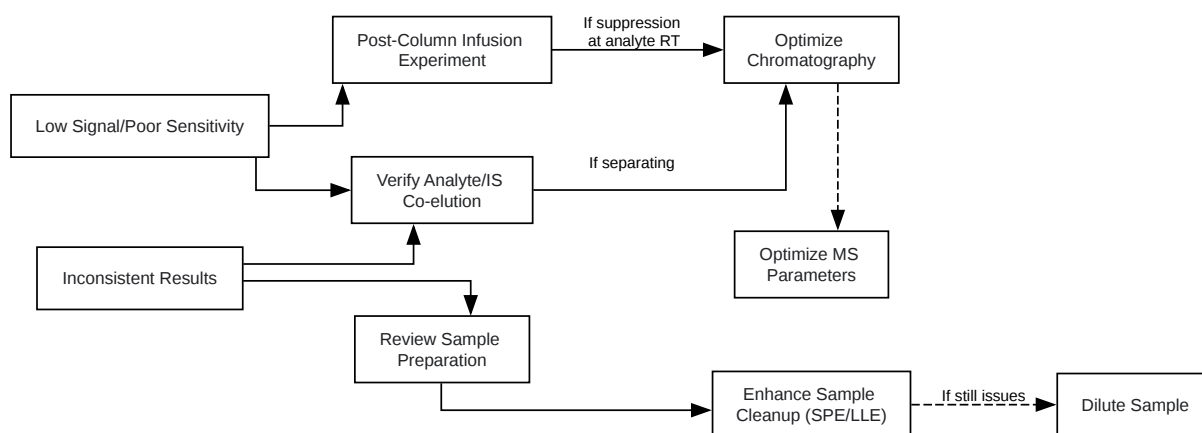 Post-Column Infusion
Experiment
If suppression
at analyte RT
Optimize
Chromatography
Low Signal/Poor Sensitivity
Verify Analyte/IS
Co-elution
If separating
Optimize MS
Parameters
Inconsistent Results
Review Sample
Preparation
Enhance Sample
Cleanup (SPE/LLE)
If still issues
Dilute Sample